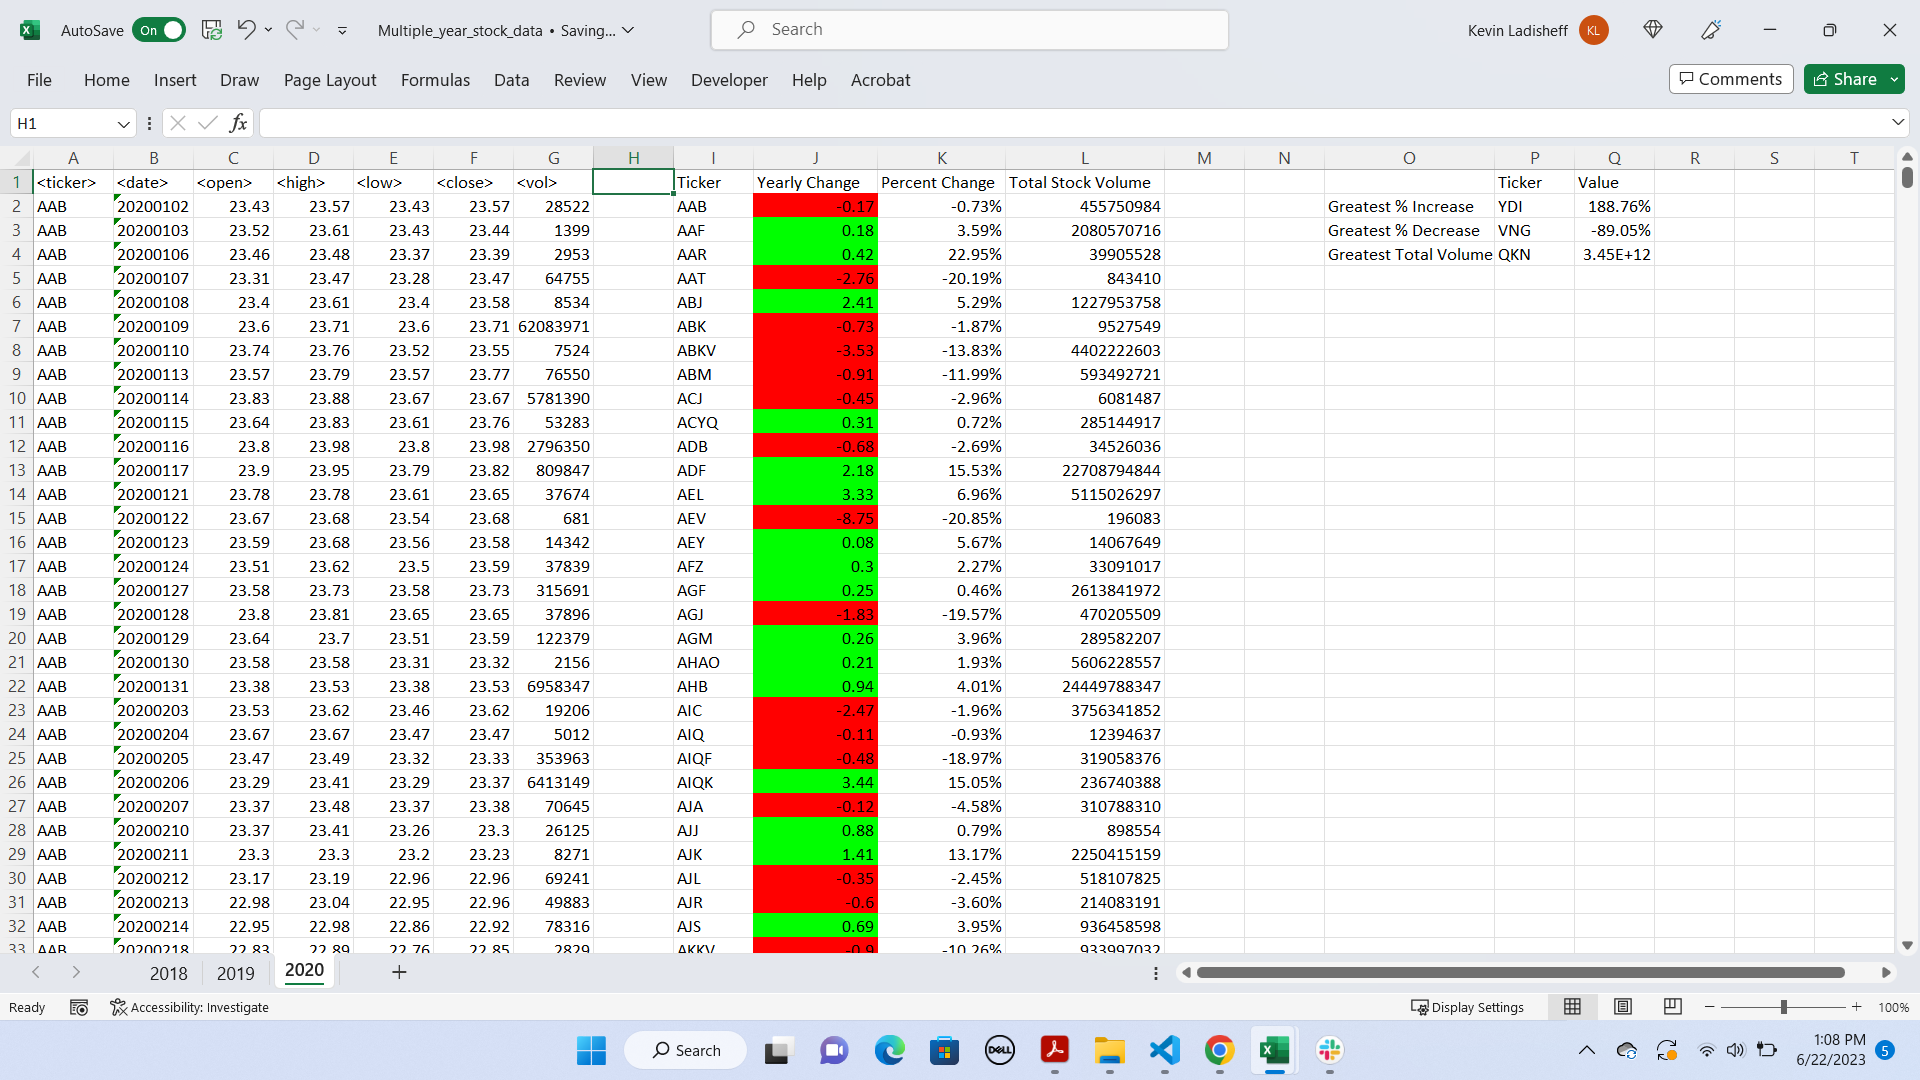 AutoSave On Multiple_year_stock_data • Saving... Search Kevin Ladisheff KL
File Home Insert Draw Page Layout Formulas Data Review View Developer Help Acrobat Comments Share
H1 fx
A B C D E F G H I J K L M N O P Q R S T
1 <ticker> <date> <open> <high> <low> <close> <vol> Ticker Yearly Change Percent Change Total Stock Volume Ticker Value
2 AAB 20200102 23.43 23.57 23.43 23.57 28522 AAB -0.17 -0.73% 455750984 Greatest % Increase YDI 188.76%
3 AAB 20200103 23.52 23.61 23.43 23.44 1399 AAF 0.18 3.59% 2080570716 Greatest % Decrease VNG -89.05%
4 AAB 20200106 23.46 23.48 23.37 23.39 2953 AAR 0.42 22.95% 39905528 Greatest Total Volume QKN 3.45E+12
5 AAB 20200107 23.31 23.47 23.28 23.47 64755 AAT -2.76 -20.19% 843410
6 AAB 20200108 23.4 23.61 23.4 23.58 8534 ABJ 2.41 5.29% 1227953758
7 AAB 20200109 23.6 23.71 23.6 23.71 62083971 ABK -0.73 -1.87% 9527549
8 AAB 20200110 23.74 23.76 23.52 23.55 7524 ABKV -3.53 -13.83% 4402222603
9 AAB 20200113 23.57 23.79 23.57 23.77 76550 ABM -0.91 -11.99% 593492721
10 AAB 20200114 23.83 23.88 23.67 23.67 5781390 ACJ -0.45 -2.96% 6081487
11 AAB 20200115 23.64 23.83 23.61 23.76 53283 ACYQ 0.31 0.72% 285144917
12 AAB 20200116 23.8 23.98 23.8 23.98 2796350 ADB -0.68 -2.69% 34526036
13 AAB 20200117 23.9 23.95 23.79 23.82 809847 ADF 2.18 15.53% 22708794844
14 AAB 20200121 23.78 23.78 23.61 23.65 37674 AEL 3.33 6.96% 5115026297
15 AAB 20200122 23.67 23.68 23.54 23.68 681 AEV -8.75 -20.85% 196083
16 AAB 20200123 23.59 23.68 23.56 23.58 14342 AEY 0.08 5.67% 14067649
17 AAB 20200124 23.51 23.62 23.5 23.59 37839 AFZ 0.3 2.27% 33091017
18 AAB 20200127 23.58 23.73 23.58 23.73 315691 AGF 0.25 0.46% 2613841972
19 AAB 20200128 23.8 23.81 23.65 23.65 37896 AGJ -1.83 -19.57% 470205509
20 AAB 20200129 23.64 23.7 23.51 23.59 122379 AGM 0.26 3.96% 289582207
21 AAB 20200130 23.58 23.58 23.31 23.32 2156 AHAO 0.21 1.93% 5606228557
22 AAB 20200131 23.38 23.53 23.38 23.53 6958347 AHB 0.94 4.01% 24449788347
23 AAB 20200203 23.53 23.62 23.46 23.62 19206 AIC -2.47 -1.96% 3756341852
24 AAB 20200204 23.67 23.67 23.47 23.47 5012 AIQ -0.11 -0.93% 12394637
25 AAB 20200205 23.47 23.49 23.32 23.33 353963 AIQF -0.48 -18.97% 319058376
26 AAB 20200206 23.29 23.41 23.29 23.37 6413149 AIQK 3.44 15.05% 236740388
27 AAB 20200207 23.37 23.48 23.37 23.38 70645 AJA -0.12 -4.58% 310788310
28 AAB 20200210 23.37 23.41 23.26 23.3 26125 AJJ 0.88 0.79% 898554
29 AAB 20200211 23.3 23.3 23.2 23.23 8271 AJK 1.41 13.17% 2250415159
30 AAB 20200212 23.17 23.19 22.96 22.96 69241 AJL -0.35 -2.45% 518107825
31 AAB 20200213 22.98 23.04 22.95 22.96 49883 AJR -0.6 -3.60% 214083191
32 AAB 20200214 22.95 22.98 22.86 22.92 78316 AJS 0.69 3.95% 936458598
33 AAB 20200218 22.83 22.89 22.76 22.85 2829 AKKV -0.9 -10.26% 933997032
2018 2019 2020
Ready Accessibility: Investigate Display Settings 100%
Search DELL 1:08 PM
6/22/2023 5